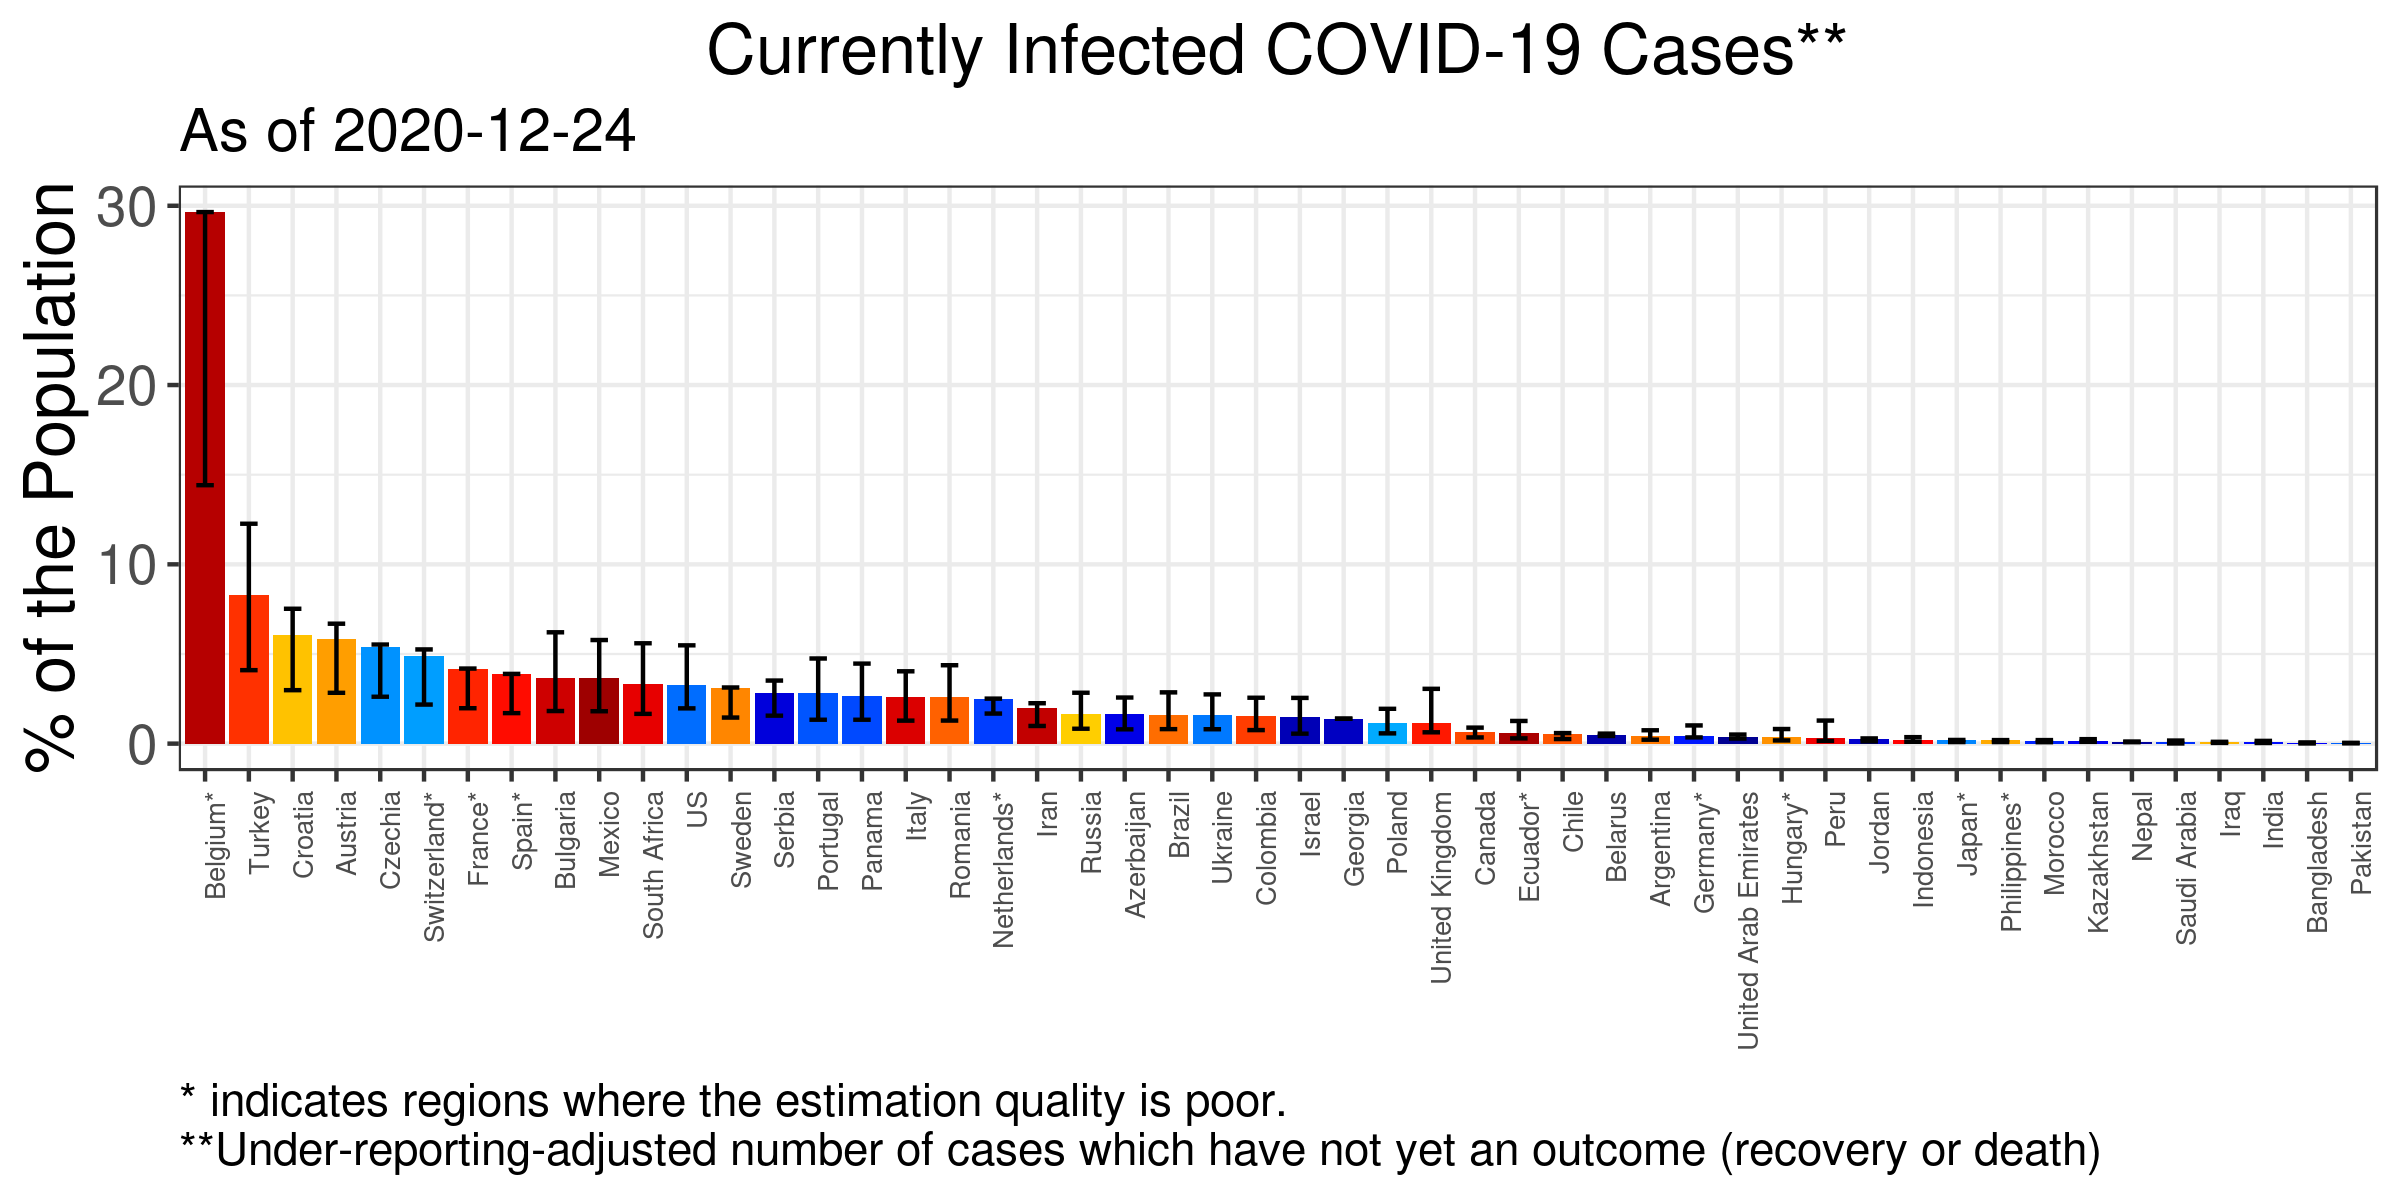 Currently Infected COVID-19 Cases**
As of 2020-12-24
% of the Population
30
20
10
0
Belgium*
Turkey
Croatia
Austria
Czechia
Switzerland*
France*
Spain*
Bulgaria
Mexico
South Africa
US
Sweden
Serbia
Portugal
Panama
Italy
Romania
Netherlands*
Iran
Russia
Azerbaijan
Brazil
Ukraine
Colombia
Israel
Georgia
Poland
United Kingdom
Canada
Ecuador*
Chile
Belarus
Argentina
Germany*
United Arab Emirates
Hungary*
Peru
Jordan
Indonesia
Japan*
Philippines*
Morocco
Kazakhstan
Nepal
Saudi Arabia
Iraq
India
Bangladesh
Pakistan
* indicates regions where the estimation quality is poor.
**Under-reporting-adjusted number of cases which have not yet an outcome (recovery or death)